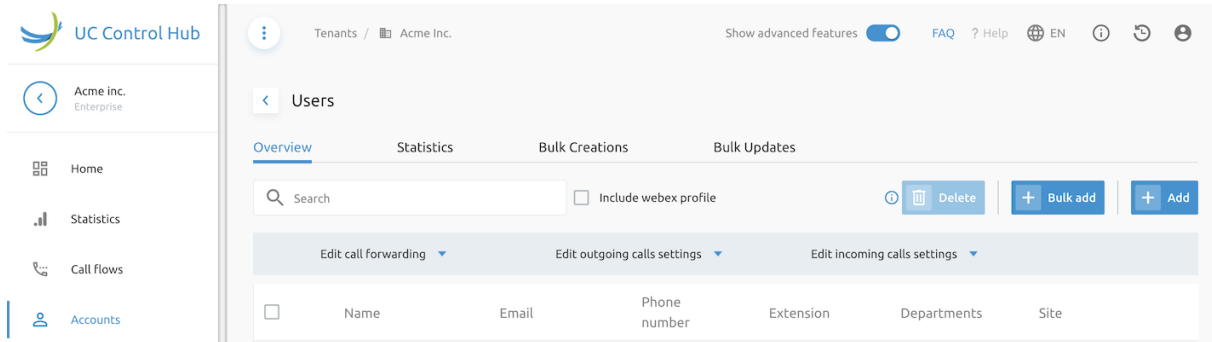 UC Control Hub
Tenants / Acme Inc.
Show advanced features
FAQ
? Help
EN
Acme inc.
Enterprise
Users
Overview
Statistics
Bulk Creations
Bulk Updates
Home
Statistics
Call flows
Accounts
Search
Include webex profile
Delete
+ Bulk add
+ Add
Edit call forwarding
Edit outgoing calls settings
Edit incoming calls settings
Name
Email
Phone
number
Extension
Departments
Site